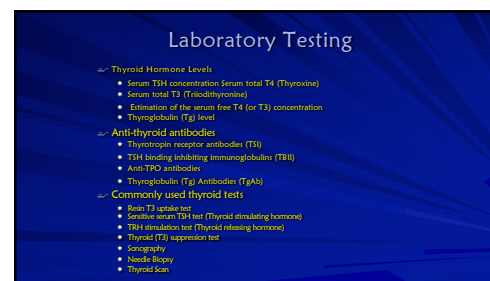 Laboratory Testing
Thyroid Hormone Levels
Serum TSH concentration Serum total T4 (Thyroxine)
Serum total T3 (Triiodithyronine)
Estimation of the serum free T4 (or T3) concentration
Thyroglobulin (Tg) level
Anti-thyroid antibodies
Thyrotropin receptor antibodies (TSI)
TSH binding inhibiting immunoglobulins (TBII)
Anti-TPO antibodies
Thyroglobulin (Tg) Antibodies (TgAb)
Commonly used thyroid tests
Resin T3 uptake test
Sensitive serum TSH test (Thyroid stimulating hormone)
TRH stimulation test (Thyroid releasing hormone)
Thyroid (T3) suppression test
Sonography
Needle Biopsy
Thyroid Scan